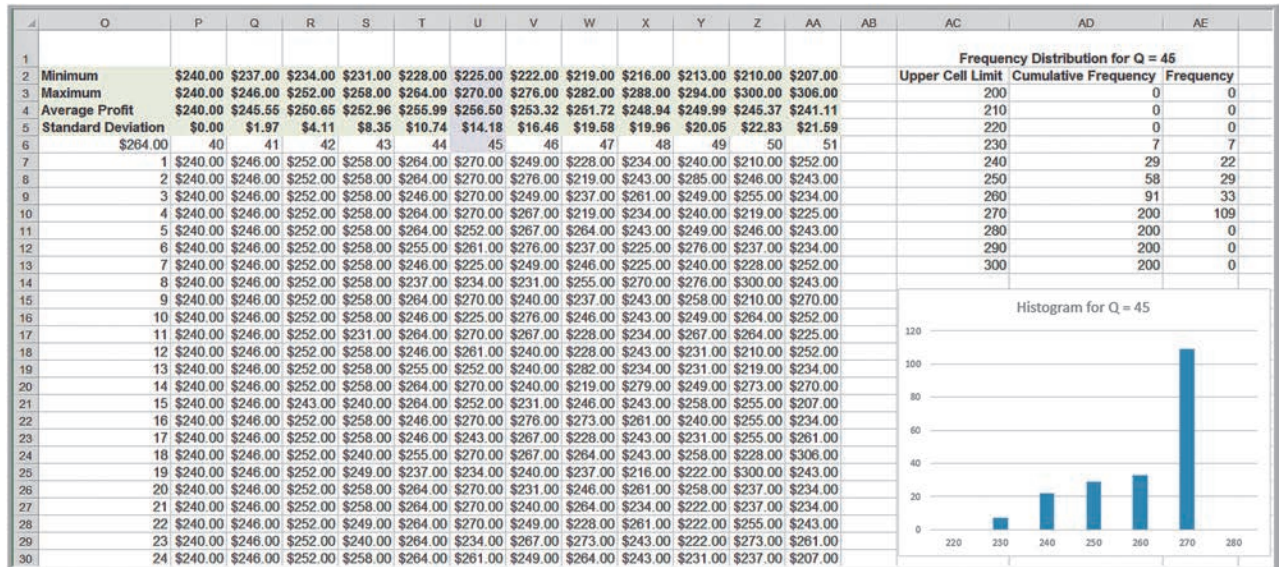 O P Q R S T U V W X Y Z AA AB AC AD AE
1 Frequency Distribution for Q = 45
2 Minimum $240.00 $237.00 $234.00 $231.00 $228.00 $225.00 $222.00 $219.00 $216.00 $213.00 $210.00 $207.00 Upper Cell Limit Cumulative Frequency Frequency
3 Maximum $240.00 $246.00 $252.00 $258.00 $264.00 $270.00 $276.00 $282.00 $288.00 $294.00 $300.00 $306.00 200 0 0
4 Average Profit $240.00 $245.55 $250.65 $252.96 $255.99 $256.50 $253.32 $251.72 $248.94 $249.99 $245.37 $241.11 210 0 0
5 Standard Deviation $0.00 $1.97 $4.11 $8.35 $10.74 $14.18 $16.46 $19.58 $19.96 $20.05 $22.83 $21.59 220 0 0
6 $264.00 40 41 42 43 44 45 46 47 48 49 50 51 230 7 7
7 1 $240.00 $246.00 $252.00 $258.00 $264.00 $270.00 $249.00 $228.00 $234.00 $240.00 $210.00 $252.00 240 29 22
8 2 $240.00 $246.00 $252.00 $258.00 $264.00 $270.00 $276.00 $219.00 $243.00 $285.00 $246.00 $243.00 250 58 29
9 3 $240.00 $246.00 $252.00 $258.00 $246.00 $270.00 $249.00 $237.00 $261.00 $249.00 $255.00 $234.00 260 91 33
10 4 $240.00 $246.00 $252.00 $258.00 $264.00 $270.00 $267.00 $219.00 $234.00 $240.00 $219.00 $225.00 270 200 109
11 5 $240.00 $246.00 $252.00 $258.00 $264.00 $252.00 $267.00 $264.00 $243.00 $249.00 $246.00 $243.00 280 200 0
12 6 $240.00 $246.00 $252.00 $258.00 $255.00 $261.00 $276.00 $237.00 $225.00 $276.00 $237.00 $234.00 290 200 0
13 7 $240.00 $246.00 $252.00 $258.00 $246.00 $225.00 $249.00 $246.00 $225.00 $240.00 $228.00 $252.00 300 200 0
14 8 $240.00 $246.00 $252.00 $258.00 $237.00 $234.00 $231.00 $255.00 $270.00 $276.00 $300.00 $243.00
15 9 $240.00 $246.00 $252.00 $258.00 $264.00 $270.00 $240.00 $237.00 $243.00 $258.00 $210.00 $270.00
16 10 $240.00 $246.00 $252.00 $258.00 $246.00 $225.00 $276.00 $246.00 $243.00 $249.00 $264.00 $252.00
17 11 $240.00 $246.00 $252.00 $231.00 $264.00 $270.00 $267.00 $228.00 $234.00 $267.00 $264.00 $225.00
18 12 $240.00 $246.00 $252.00 $258.00 $246.00 $261.00 $240.00 $228.00 $243.00 $231.00 $210.00 $252.00
19 13 $240.00 $246.00 $252.00 $258.00 $255.00 $252.00 $240.00 $282.00 $234.00 $231.00 $219.00 $234.00
20 14 $240.00 $246.00 $252.00 $258.00 $264.00 $270.00 $240.00 $219.00 $279.00 $249.00 $273.00 $270.00
21 15 $240.00 $246.00 $243.00 $240.00 $264.00 $252.00 $231.00 $246.00 $243.00 $258.00 $255.00 $207.00
22 16 $240.00 $246.00 $252.00 $258.00 $246.00 $270.00 $276.00 $273.00 $261.00 $240.00 $255.00 $234.00
23 17 $240.00 $246.00 $252.00 $258.00 $246.00 $243.00 $267.00 $228.00 $243.00 $231.00 $255.00 $261.00
24 18 $240.00 $246.00 $252.00 $240.00 $255.00 $270.00 $267.00 $264.00 $243.00 $258.00 $228.00 $306.00
25 19 $240.00 $246.00 $252.00 $249.00 $237.00 $234.00 $240.00 $237.00 $216.00 $222.00 $300.00 $243.00
26 20 $240.00 $246.00 $252.00 $258.00 $264.00 $270.00 $231.00 $246.00 $261.00 $258.00 $237.00 $234.00
27 21 $240.00 $246.00 $252.00 $258.00 $264.00 $270.00 $240.00 $264.00 $234.00 $222.00 $237.00 $234.00
28 22 $240.00 $246.00 $252.00 $249.00 $264.00 $270.00 $249.00 $228.00 $261.00 $222.00 $255.00 $243.00
29 23 $240.00 $246.00 $252.00 $240.00 $264.00 $234.00 $267.00 $273.00 $243.00 $222.00 $273.00 $261.00
30 24 $240.00 $246.00 $252.00 $258.00 $264.00 $261.00 $249.00 $264.00 $243.00 $231.00 $237.00 $207.00
Histogram for Q = 45
120
100
80
60
40
20
0
220 230 240 250 260 270 280